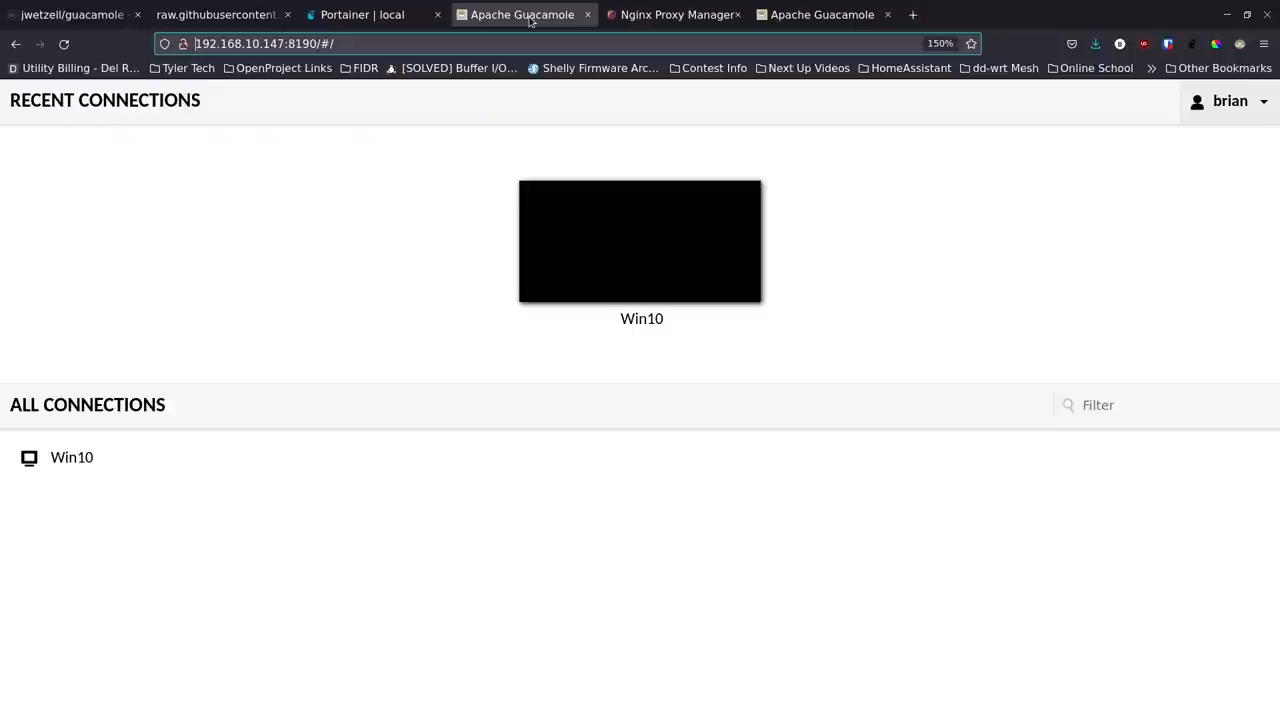 jwetzell/guacamole
raw.githubusercontent.
Portainer | local
Apache Guacamole
Nginx Proxy Manager
Apache Guacamole
192.168.10.147:8190/#/
150%
Utility Billing - Del R...
Tyler Tech
OpenProject Links
FIDR
[SOLVED] Buffer I/O...
Shelly Firmware Arc...
Contest Info
Next Up Videos
HomeAssistant
dd-wrt Mesh
Online School
Other Bookmarks
RECENT CONNECTIONS
brian
Win10
ALL CONNECTIONS
Filter
Win10